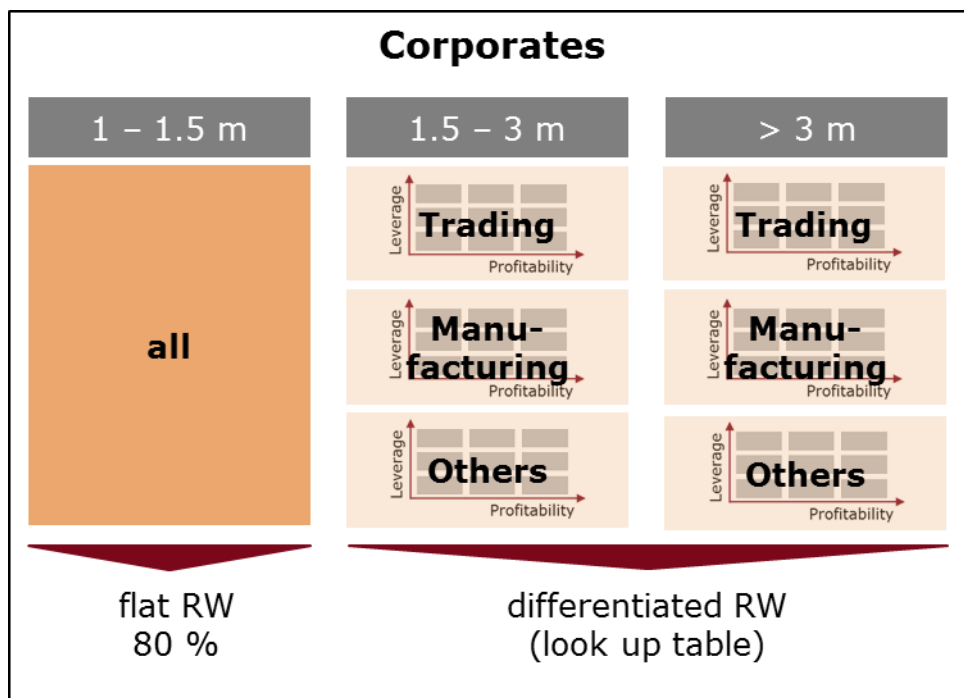 Corporates
1 – 1.5 m
1.5 – 3 m
> 3 m
all
Leverage
Trading
Profitability
Leverage
Trading
Profitability
Leverage
Manu-
facturing
Profitability
Leverage
Manu-
facturing
Profitability
Leverage
Others
Profitability
Leverage
Others
Profitability
flat RW
80 %
differentiated RW
(look up table)